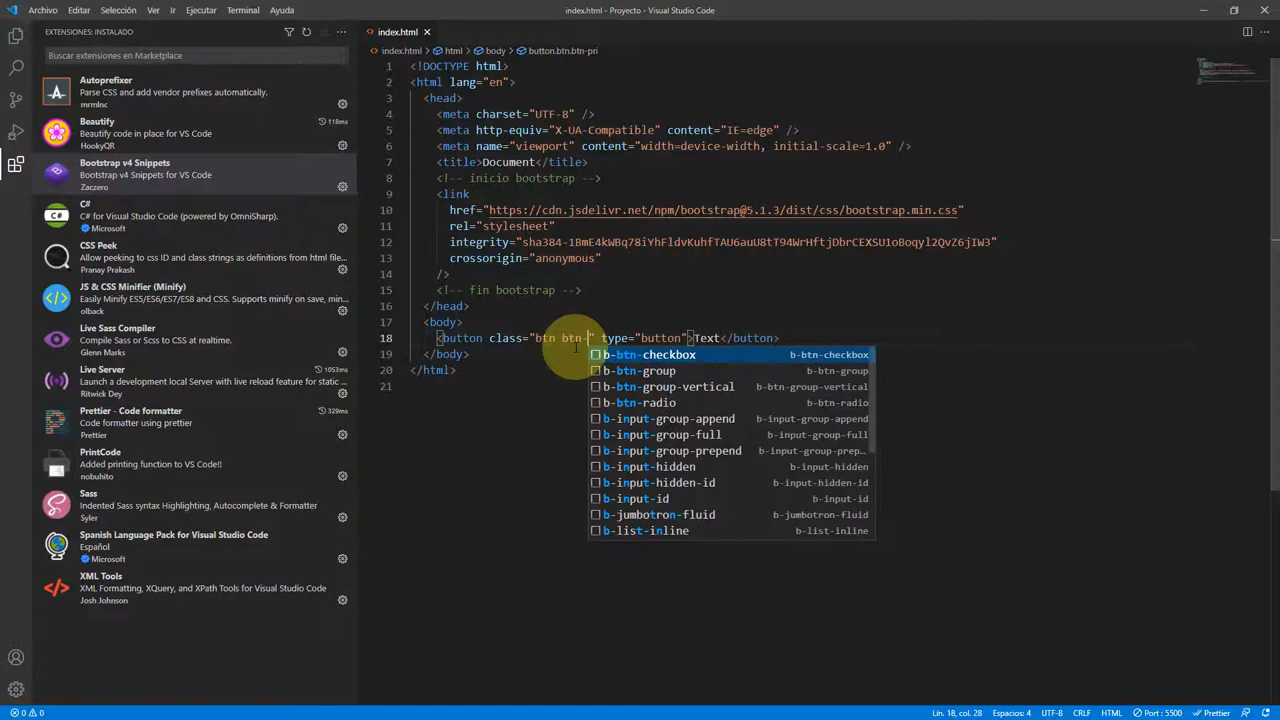 Archivo Editar Selección Ver Ir Ejecutar Terminal Ayuda
index.html - Proyecto - Visual Studio Code
EXTENSIONES: INSTALADO
Buscar extensiones en Marketplace
Autoprefixer
Parse CSS and add vendor prefixes automatically.
mrmlnc
Beautify 118ms
Beautify code in place for VS Code
HookyQR
Bootstrap v4 Snippets
Bootstrap v4 Snippets for VS Code
Zaczero
C#
C# for Visual Studio Code (powered by OmniSharp).
Microsoft
CSS Peek
Allow peeking to css ID and class strings as definitions from html file...
Pranay Prakash
JS & CSS Minifier (Minify)
Easily Minify ES5/ES6/ES7/ES8 and CSS. Supports minify on save, min...
olback
Live Sass Compiler
Compile Sass or Scss to CSS at realtime.
Glenn Marks
Live Server 1053ms
Launch a development local Server with live reload feature for static ...
Ritwick Dey
Prettier - Code formatter 329ms
Code formatter using prettier
Prettier
PrintCode
Added printing function to VS Code!!
nobuhito
Sass
Indented Sass syntax Highlighting, Autocomplete & Formatter
Syler
Spanish Language Pack for Visual Studio Code
Español
Microsoft
XML Tools
XML Formatting, XQuery, and XPath Tools for Visual Studio Code
Josh Johnson
index.html
index.html > html > body > button.btn.btn-pri
1 <!DOCTYPE html>
2 <html lang="en">
3 <head>
4 <meta charset="UTF-8" />
5 <meta http-equiv="X-UA-Compatible" content="IE=edge" />
6 <meta name="viewport" content="width=device-width, initial-scale=1.0" />
7 <title>Document</title>
8 <!-- inicio bootstrap -->
9 <link
10 href="https://cdn.jsdelivr.net/npm/bootstrap@5.1.3/dist/css/bootstrap.min.css"
11 rel="stylesheet"
12 integrity="sha384-1BmE4kWBq78iYhFldvKuhfTAU6auU8tT94WrHftjDbrCEXSU1oBoqyl2QvZ6jIW3"
13 crossorigin="anonymous"
14 />
15 <!-- fin bootstrap -->
16 </head>
17 <body>
18 <button class="btn btn-" type="button">Text</button>
19 </body>
20 </html>
21
b-btn-checkbox b-btn-checkbox
b-btn-group b-btn-group
b-btn-group-vertical b-btn-group-vertical
b-btn-radio b-btn-radio
b-input-group-append b-input-group-append
b-input-group-full b-input-group-full
b-input-group-prepend b-input-group-prep...
b-input-hidden b-input-hidden
b-input-hidden-id b-input-hidden-id
b-input-id b-input-id
b-jumbotron-fluid b-jumbotron-fluid
b-list-inline b-list-inline
0 0 Lín. 18, col. 28 Espacios: 4 UTF-8 CRLF HTML Port : 5500 Prettier